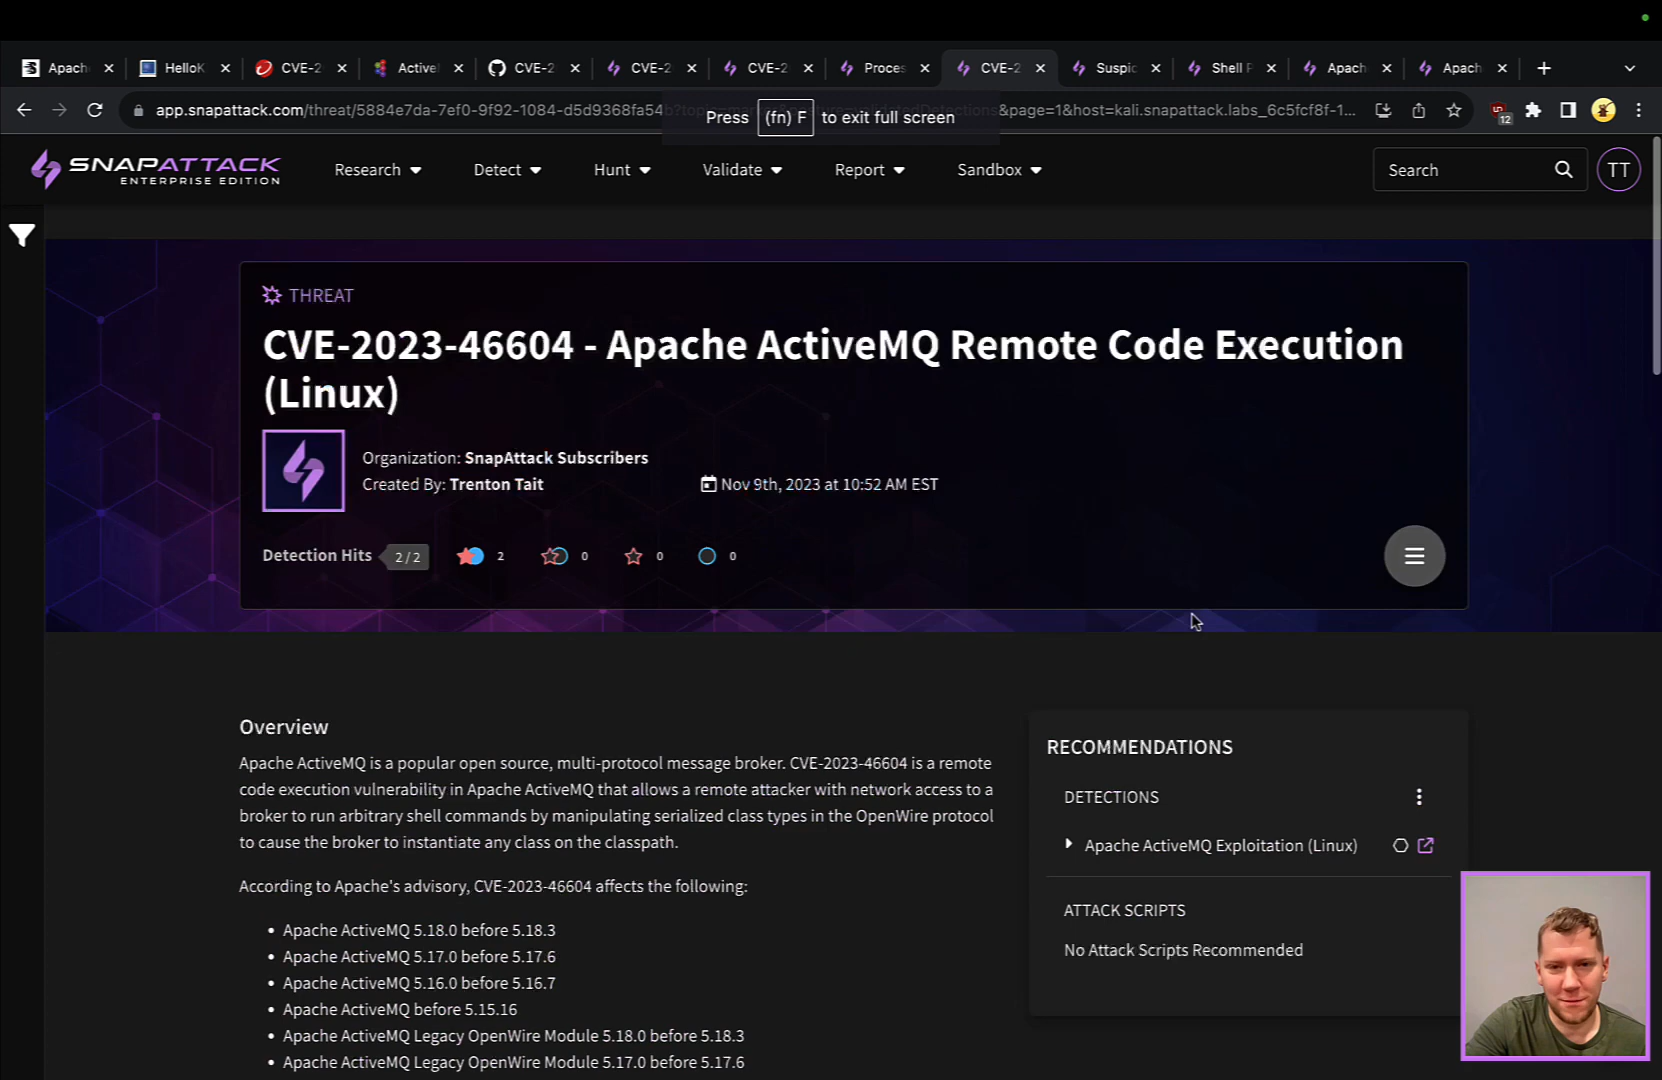 Apach
HelloK
CVE-2
Active
CVE-2
CVE-2
CVE-2
Proces
CVE-2
Suspic
Shell P
Apach
Apach
app.snapattack.com/threat/5884e7da-7ef0-9f92-1084-d5d9368fa54
&page=1&host=kali.snapattack.labs_6c5fcf8f-1...
12
Press (fn) F to exit full screen
SNAPATTACK
ENTERPRISE EDITION
Research
Detect
Hunt
Validate
Report
Sandbox
Search
TT
THREAT
CVE-2023-46604 - Apache ActiveMQ Remote Code Execution
(Linux)
Organization: SnapAttack Subscribers
Created By: Trenton Tait
Nov 9th, 2023 at 10:52 AM EST
Detection Hits 2 / 2 2 0 0 0
Overview
Apache ActiveMQ is a popular open source, multi-protocol message broker. CVE-2023-46604 is a remote
code execution vulnerability in Apache ActiveMQ that allows a remote attacker with network access to a
broker to run arbitrary shell commands by manipulating serialized class types in the OpenWire protocol
to cause the broker to instantiate any class on the classpath.
According to Apache's advisory, CVE-2023-46604 affects the following:
• Apache ActiveMQ 5.18.0 before 5.18.3
• Apache ActiveMQ 5.17.0 before 5.17.6
• Apache ActiveMQ 5.16.0 before 5.16.7
• Apache ActiveMQ before 5.15.16
• Apache ActiveMQ Legacy OpenWire Module 5.18.0 before 5.18.3
• Apache ActiveMQ Legacy OpenWire Module 5.17.0 before 5.17.6
RECOMMENDATIONS
DETECTIONS
Apache ActiveMQ Exploitation (Linux)
ATTACK SCRIPTS
No Attack Scripts Recommended